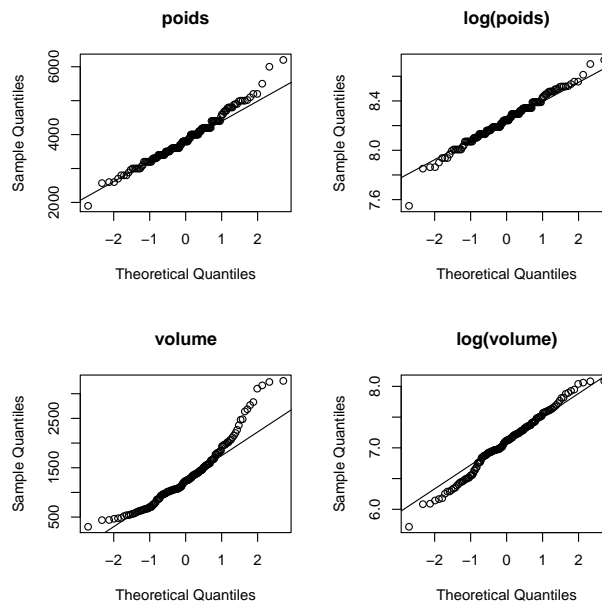 poids
Sample Quantiles
2000 4000 6000
−2 −1 0 1 2
Theoretical Quantiles
log(poids)
Sample Quantiles
7.6 8.0 8.4
−2 −1 0 1 2
Theoretical Quantiles
volume
Sample Quantiles
500 1500 2500
−2 −1 0 1 2
Theoretical Quantiles
log(volume)
Sample Quantiles
6.0 7.0 8.0
−2 −1 0 1 2
Theoretical Quantiles